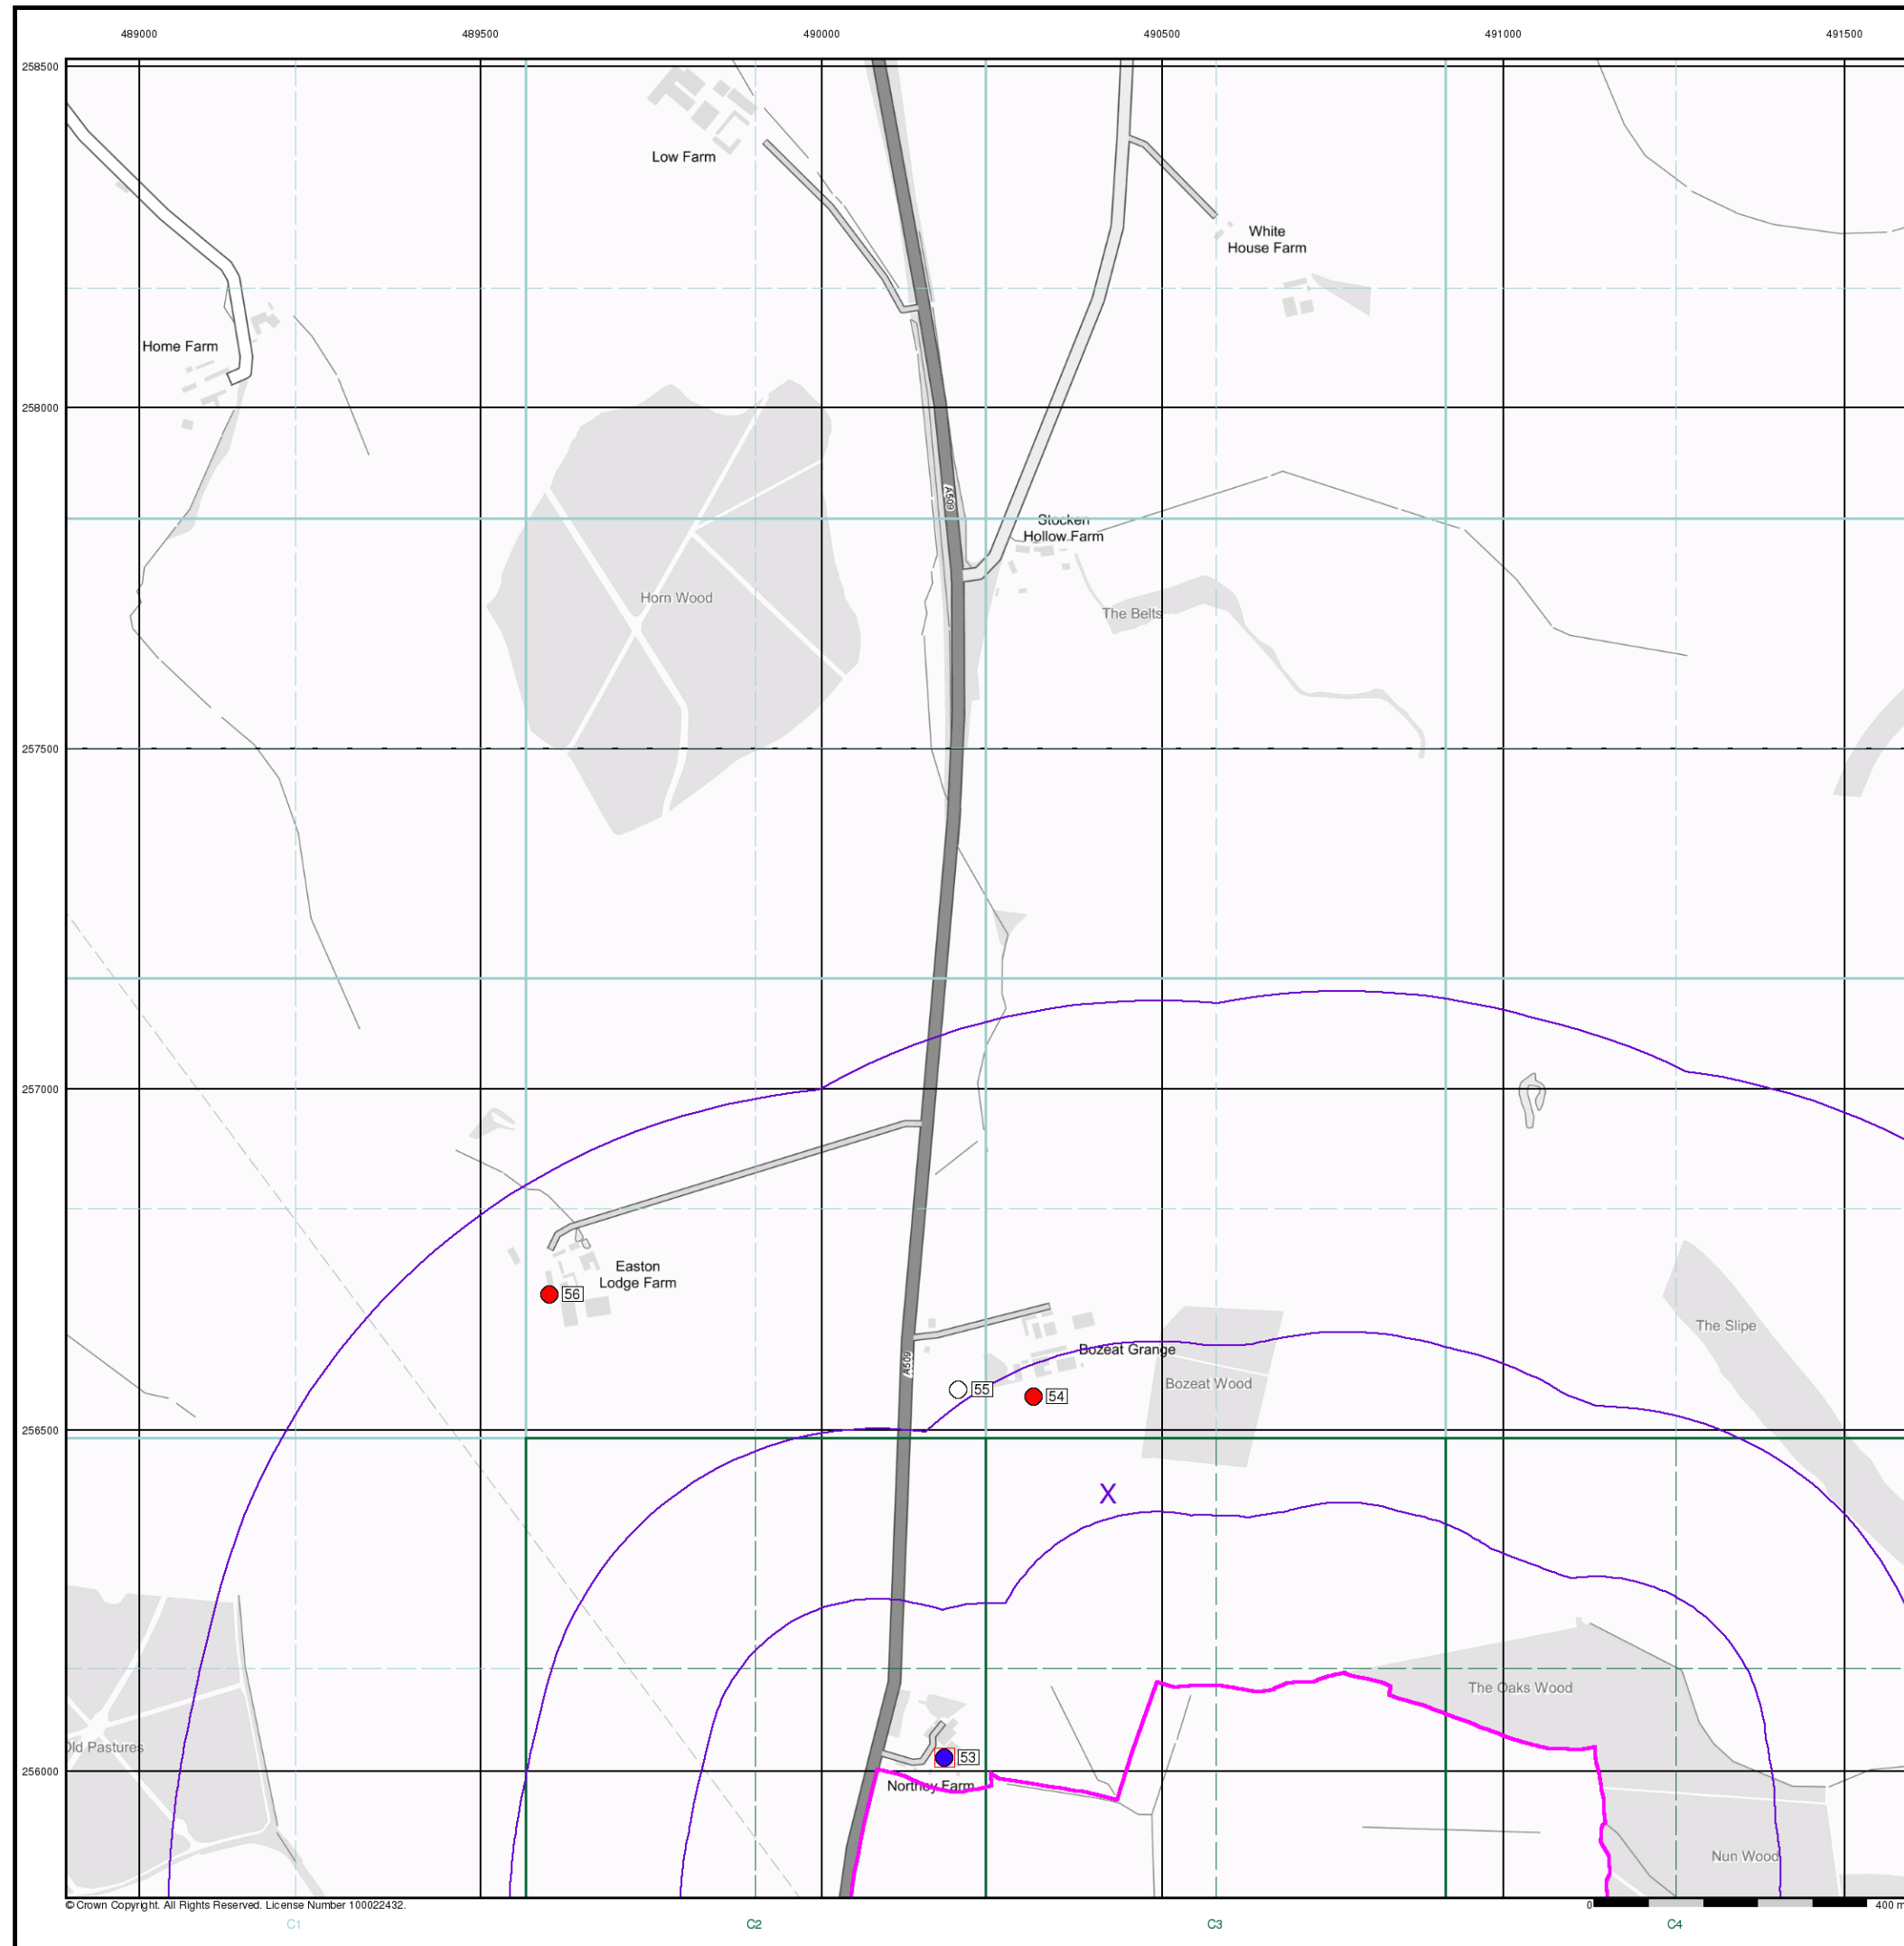 489000 489500 490000 490500 491000 491500
258500
Low Farm
White
House Farm
Home Farm
258000
A509
Stocken
Hollow Farm
Horn Wood
The Belts
257500
257000
Easton
Lodge Farm
56
The Slipe
Bozeat Grange
A509
55
54
Bozeat Wood
256500
X
The Oaks Wood
Old Pastures
53
256000
Northey Farm
Nun Wood
© Crown Copyright. All Rights Reserved. License Number 100022432.
0 400 m
C1 C2 C3 C4